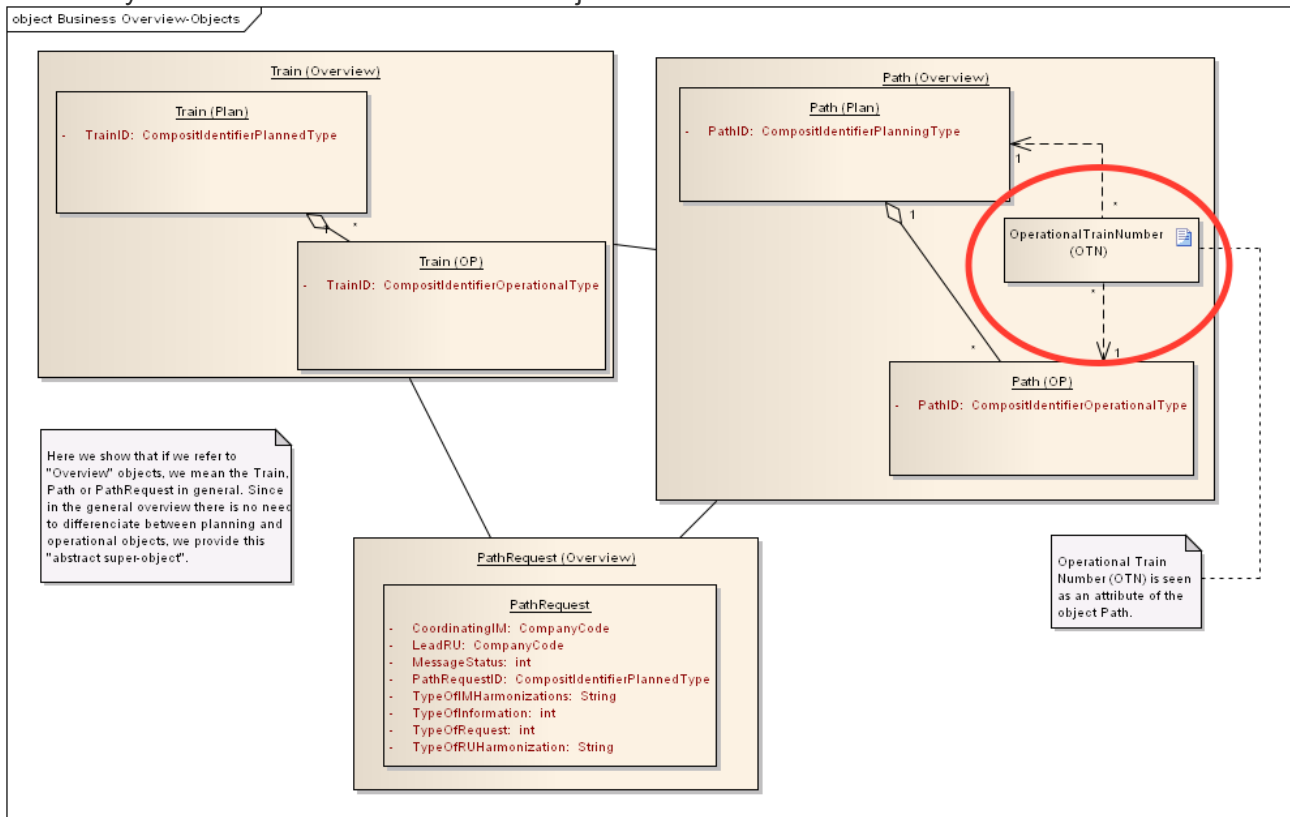 object Business Overview-Objects
Train (Overview)
Train (Plan)
- TrainID: CompositIdentifierPlannedType
1
*
Train (OP)
- TrainID: CompositIdentifierOperationalType
Path (Overview)
Path (Plan)
- PathID: CompositIdentifierPlanningType
1
*
OperationalTrainNumber
(OTN)
1
*
*
1
Path (OP)
- PathID: CompositIdentifierOperationalType
Here we show that if we refer to
"Overview" objects, we mean the Train,
Path or PathRequest in general. Since
in the general overview there is no need
to differenciate between planning and
operational objects, we provide this
"abstract super-object".
PathRequest (Overview)
PathRequest
- CoordinatingIM: CompanyCode
- LeadRU: CompanyCode
- MessageStatus: int
- PathRequestID: CompositIdentifierPlannedType
- TypeOfIMHarmonizations: String
- TypeOfInformation: int
- TypeOfRequest: int
- TypeOfRUHarmonization: String
Operational Train
Number (OTN) is seen
as an attribute of the
object Path.